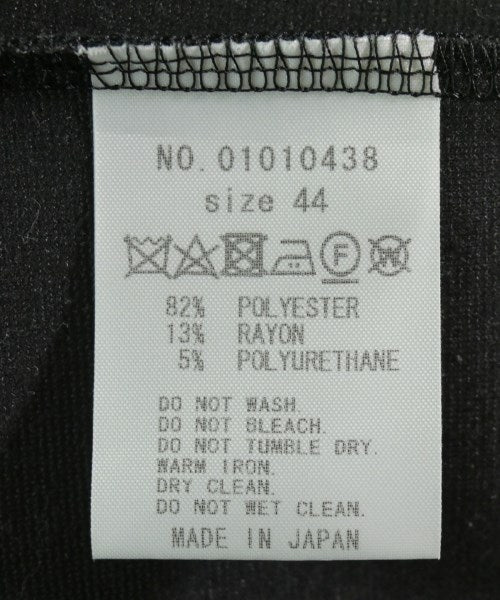 NO. 01010438
size 44
F W
82% POLYESTER
13% RAYON
5% POLYURETHANE
DO NOT WASH.
DO NOT BLEACH.
DO NOT TUMBLE DRY.
WARM IRON.
DRY CLEAN.
DO NOT WET CLEAN.
MADE IN JAPAN